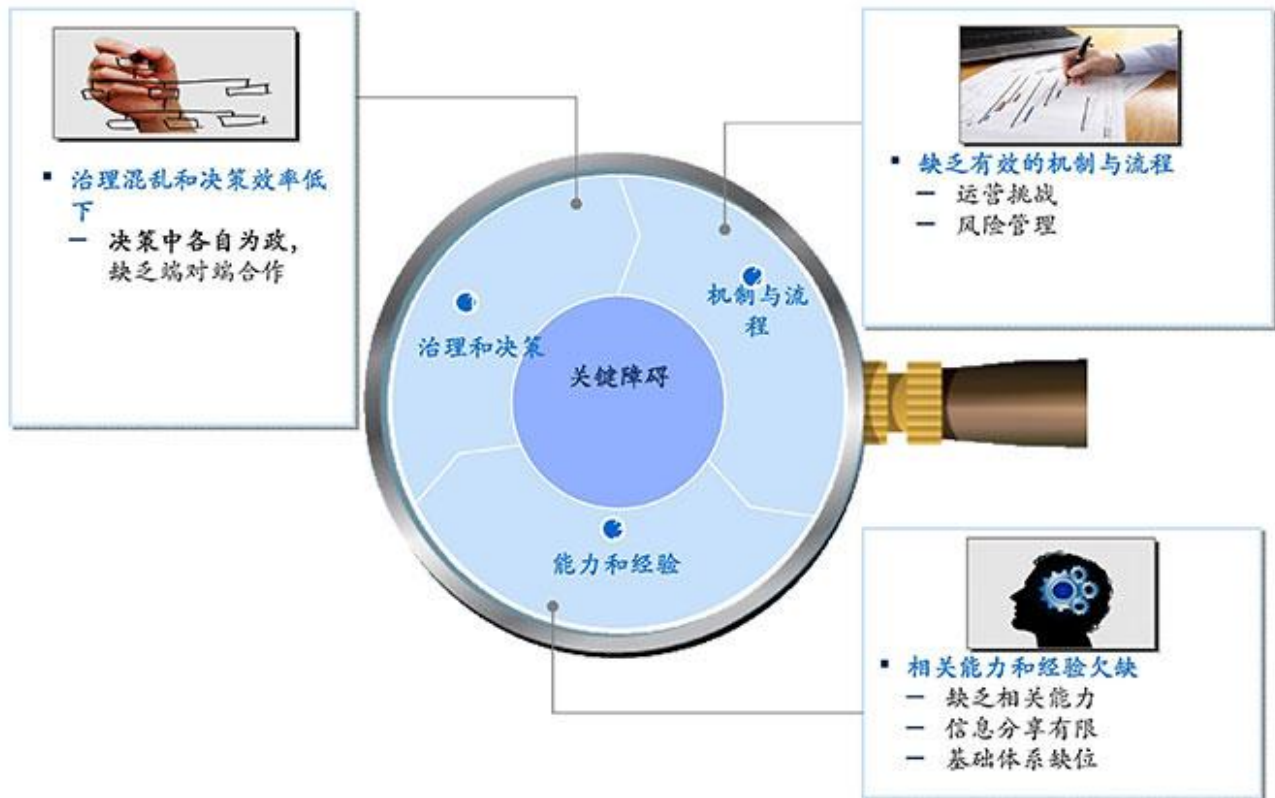 治理混乱和决策效率低
下
决策中各自为政，
缺乏端对端合作
缺乏有效的机制与流程
运营挑战
风险管理
机制与流
程
治理和决策
关键障碍
能力和经验
相关能力和经验欠缺
缺乏相关能力
信息分享有限
基础体系缺位